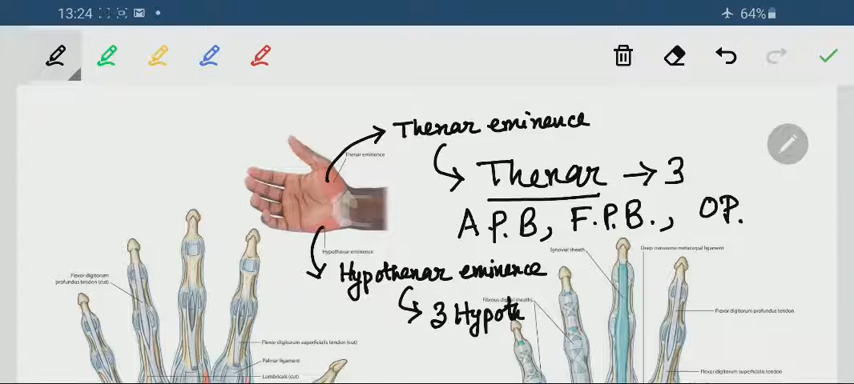 13:24
64%
Thenar eminence
Thenar eminence
Thenar → 3
A P.B, F.P.B., OP.
Hypothenar eminence
Hypothenar eminence
3 Hypoth
Synovial sheath
Deep transverse metacarpal ligament
Flexor digitorum
profundus tendon (cut)
Fibrous digital sheath
Flexor digitorum profundus tendon
Flexor digitorum superficialis tendon (cut)
Palmar ligament
Lumbricals (cut)
Flexor digitorum superficialis tendon